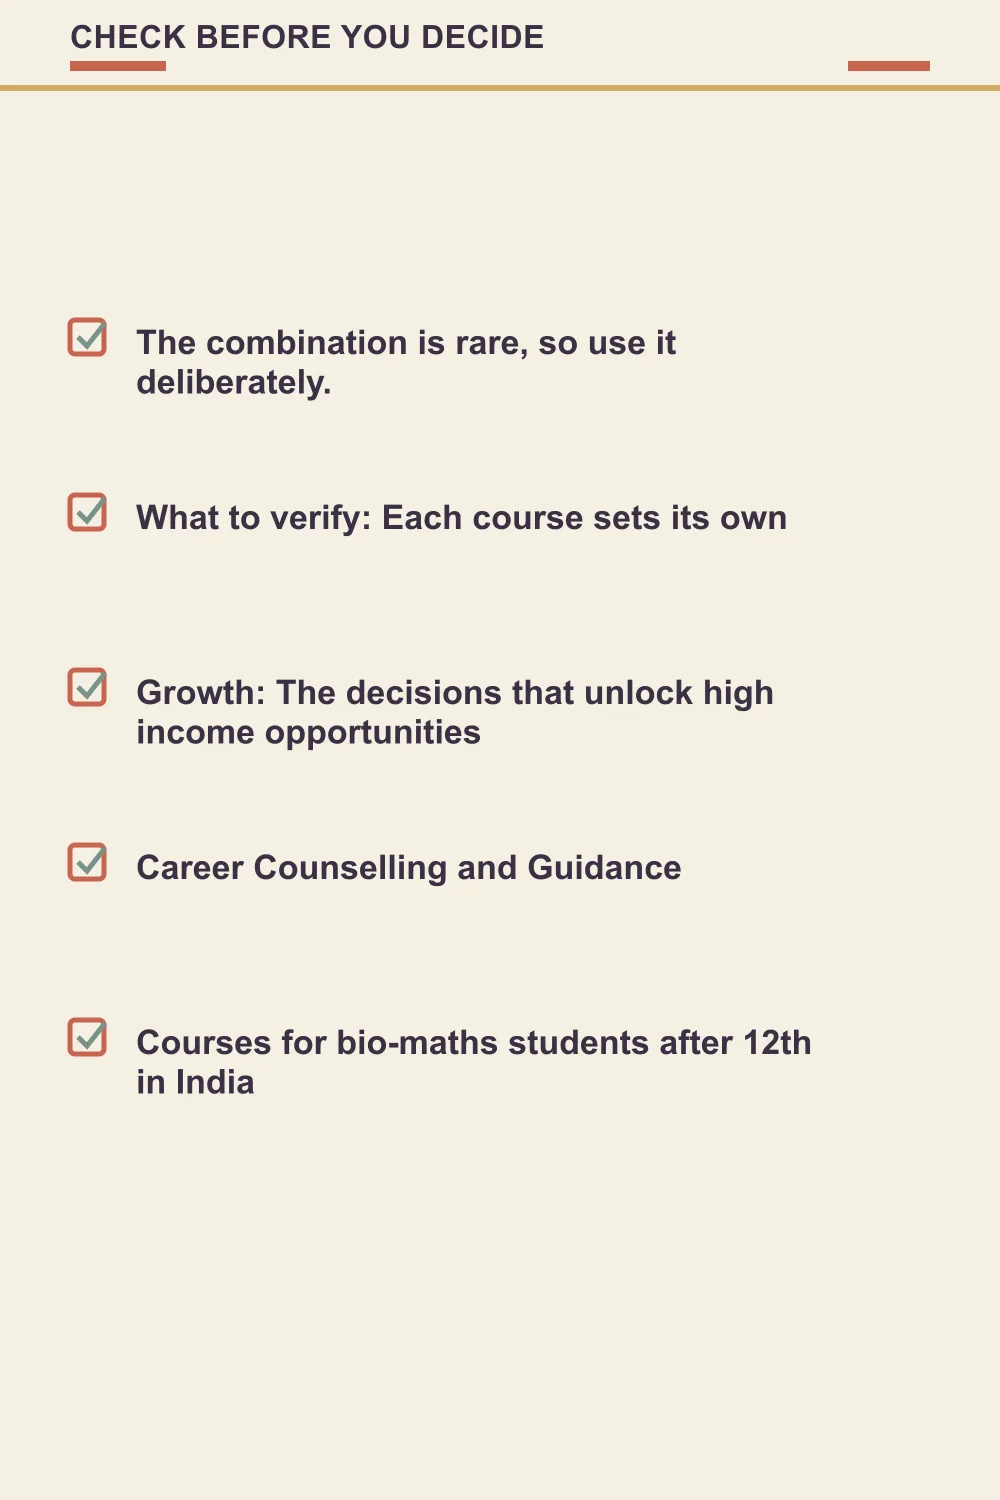 CHECK BEFORE YOU DECIDE
The combination is rare, so use it
deliberately.
What to verify: Each course sets its own
Growth: The decisions that unlock high
income opportunities
Career Counselling and Guidance
Courses for bio-maths students after 12th
in India